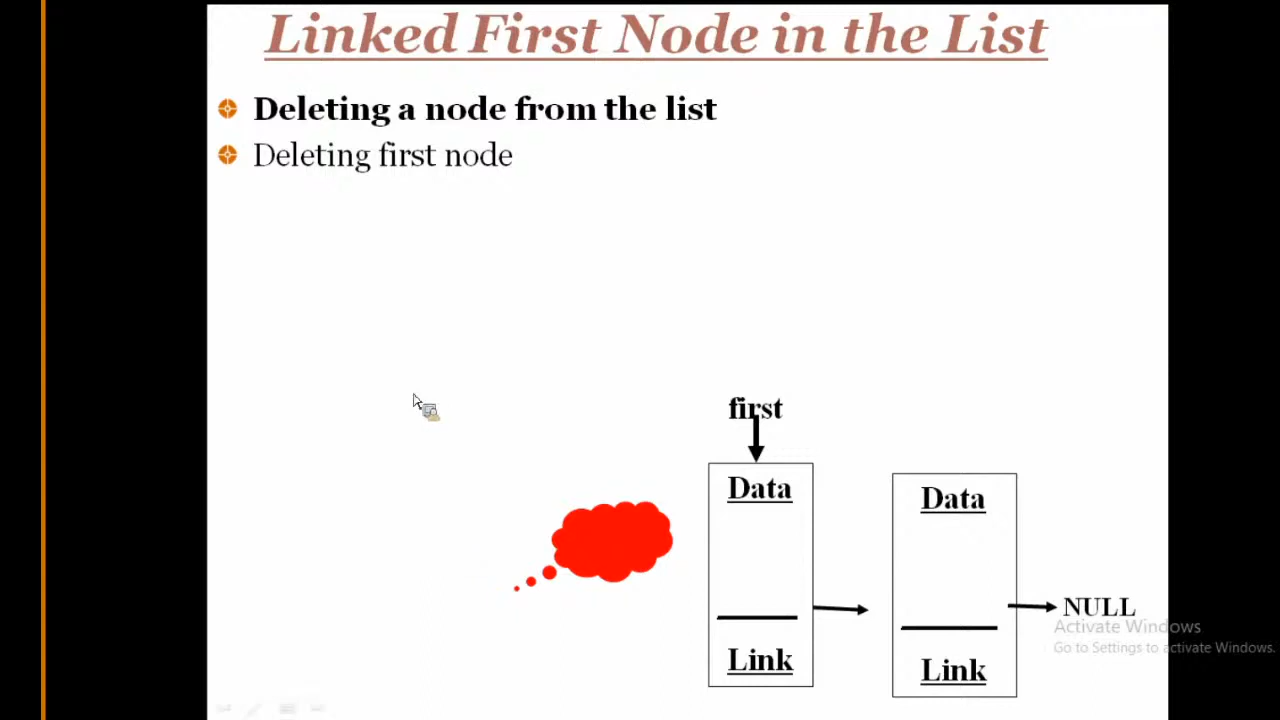 Linked First Node in the List
Deleting a node from the list
Deleting first node
first
Data
Data
NULL
Activate Windows
Go to Settings to activate Windows.
Link
Link